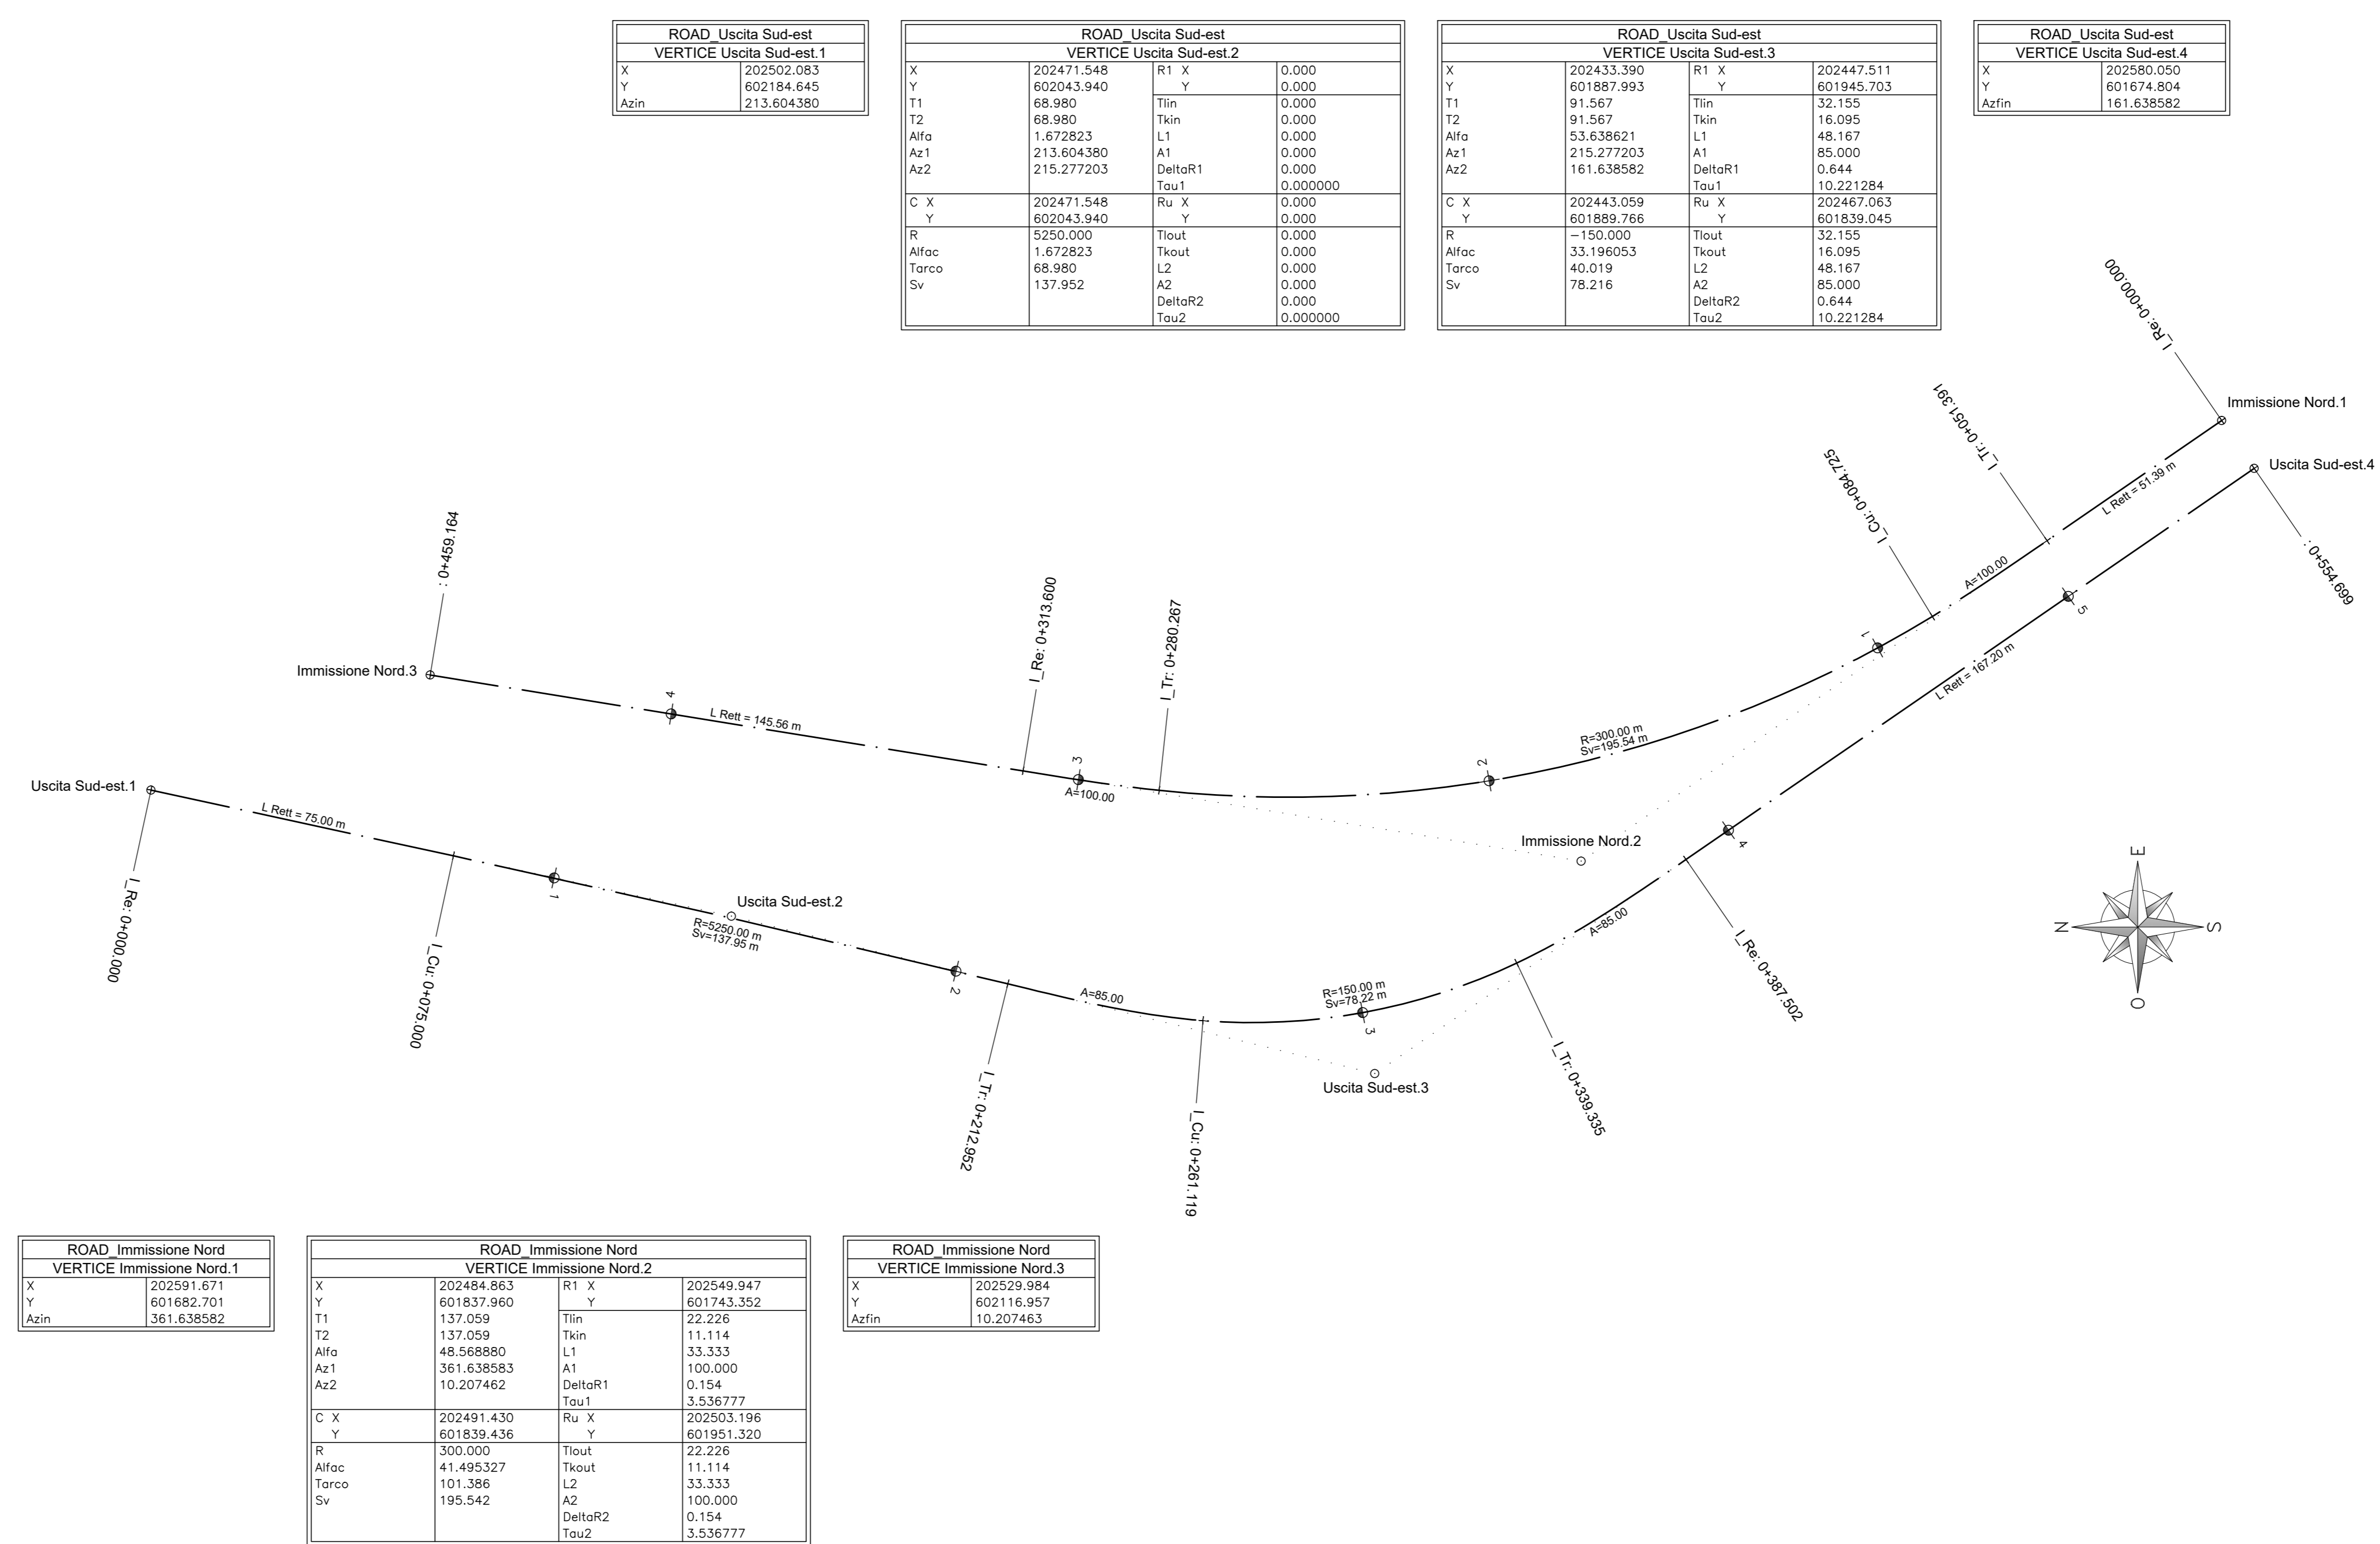 ROAD_Uscita Sud-est
VERTICE Uscita Sud-est.1
X 202502.083
Y 602184.645
Azin 213.604380
ROAD_Uscita Sud-est
VERTICE Uscita Sud-est.2
X 202471.548 R1 X 0.000
Y 602043.940 Y 0.000
T1 68.980 Tlin 0.000
T2 68.980 Tkin 0.000
Alfa 1.672823 L1 0.000
Az1 213.604380 A1 0.000
Az2 215.277203 DeltaR1 0.000
Tau1 0.000000
C X 202471.548 Ru X 0.000
Y 602043.940 Y 0.000
R 5250.000 Tlout 0.000
Alfac 1.672823 Tkout 0.000
Tarco 68.980 L2 0.000
Sv 137.952 A2 0.000
DeltaR2 0.000
Tau2 0.000000
ROAD_Uscita Sud-est
VERTICE Uscita Sud-est.3
X 202433.390 R1 X 202447.511
Y 601887.993 Y 601945.703
T1 91.567 Tlin 32.155
T2 91.567 Tkin 16.095
Alfa 53.638621 L1 48.167
Az1 215.277203 A1 85.000
Az2 161.638582 DeltaR1 0.644
Tau1 10.221284
C X 202443.059 Ru X 202467.063
Y 601889.766 Y 601839.045
R −150.000 Tlout 32.155
Alfac 33.196053 Tkout 16.095
Tarco 40.019 L2 48.167
Sv 78.216 A2 85.000
DeltaR2 0.644
Tau2 10.221284
ROAD_Uscita Sud-est
VERTICE Uscita Sud-est.4
X 202580.050
Y 601674.804
Azfin 161.638582
I_Re: 0+000.000
Immissione Nord.1
I_Tr: 0+051.391
L Rett = 51.39 m
Uscita Sud-est.4
I_Cu: 0+084.725
A=100.00
: 0+554.699
: 0+459.164
Immissione Nord.3
4
L Rett = 145.56 m
I_Re: 0+313.600
3
A=100.00
I_Tr: 0+280.267
2
R=300.00 m
Sv=195.54 m
1
5
L Rett = 167.20 m
Immissione Nord.2
4
Uscita Sud-est.1
L Rett = 75.00 m
I_Re: 0+000.000
1
I_Cu: 0+075.000
Uscita Sud-est.2
R=5250.00 m
Sv=137.95 m
2
I_Tr: 0+212.952
A=85.00
I_Cu: 0+261.119
R=150.00 m
Sv=78.22 m
3
Uscita Sud-est.3
A=85.00
I_Tr: 0+339.335
I_Re: 0+387.502
E
N
S
O
ROAD_Immissione Nord
VERTICE Immissione Nord.1
X 202591.671
Y 601682.701
Azin 361.638582
ROAD_Immissione Nord
VERTICE Immissione Nord.2
X 202484.863 R1 X 202549.947
Y 601837.960 Y 601743.352
T1 137.059 Tlin 22.226
T2 137.059 Tkin 11.114
Alfa 48.568880 L1 33.333
Az1 361.638583 A1 100.000
Az2 10.207462 DeltaR1 0.154
Tau1 3.536777
C X 202491.430 Ru X 202503.196
Y 601839.436 Y 601951.320
R 300.000 Tlout 22.226
Alfac 41.495327 Tkout 11.114
Tarco 101.386 L2 33.333
Sv 195.542 A2 100.000
DeltaR2 0.154
Tau2 3.536777
ROAD_Immissione Nord
VERTICE Immissione Nord.3
X 202529.984
Y 602116.957
Azfin 10.207463